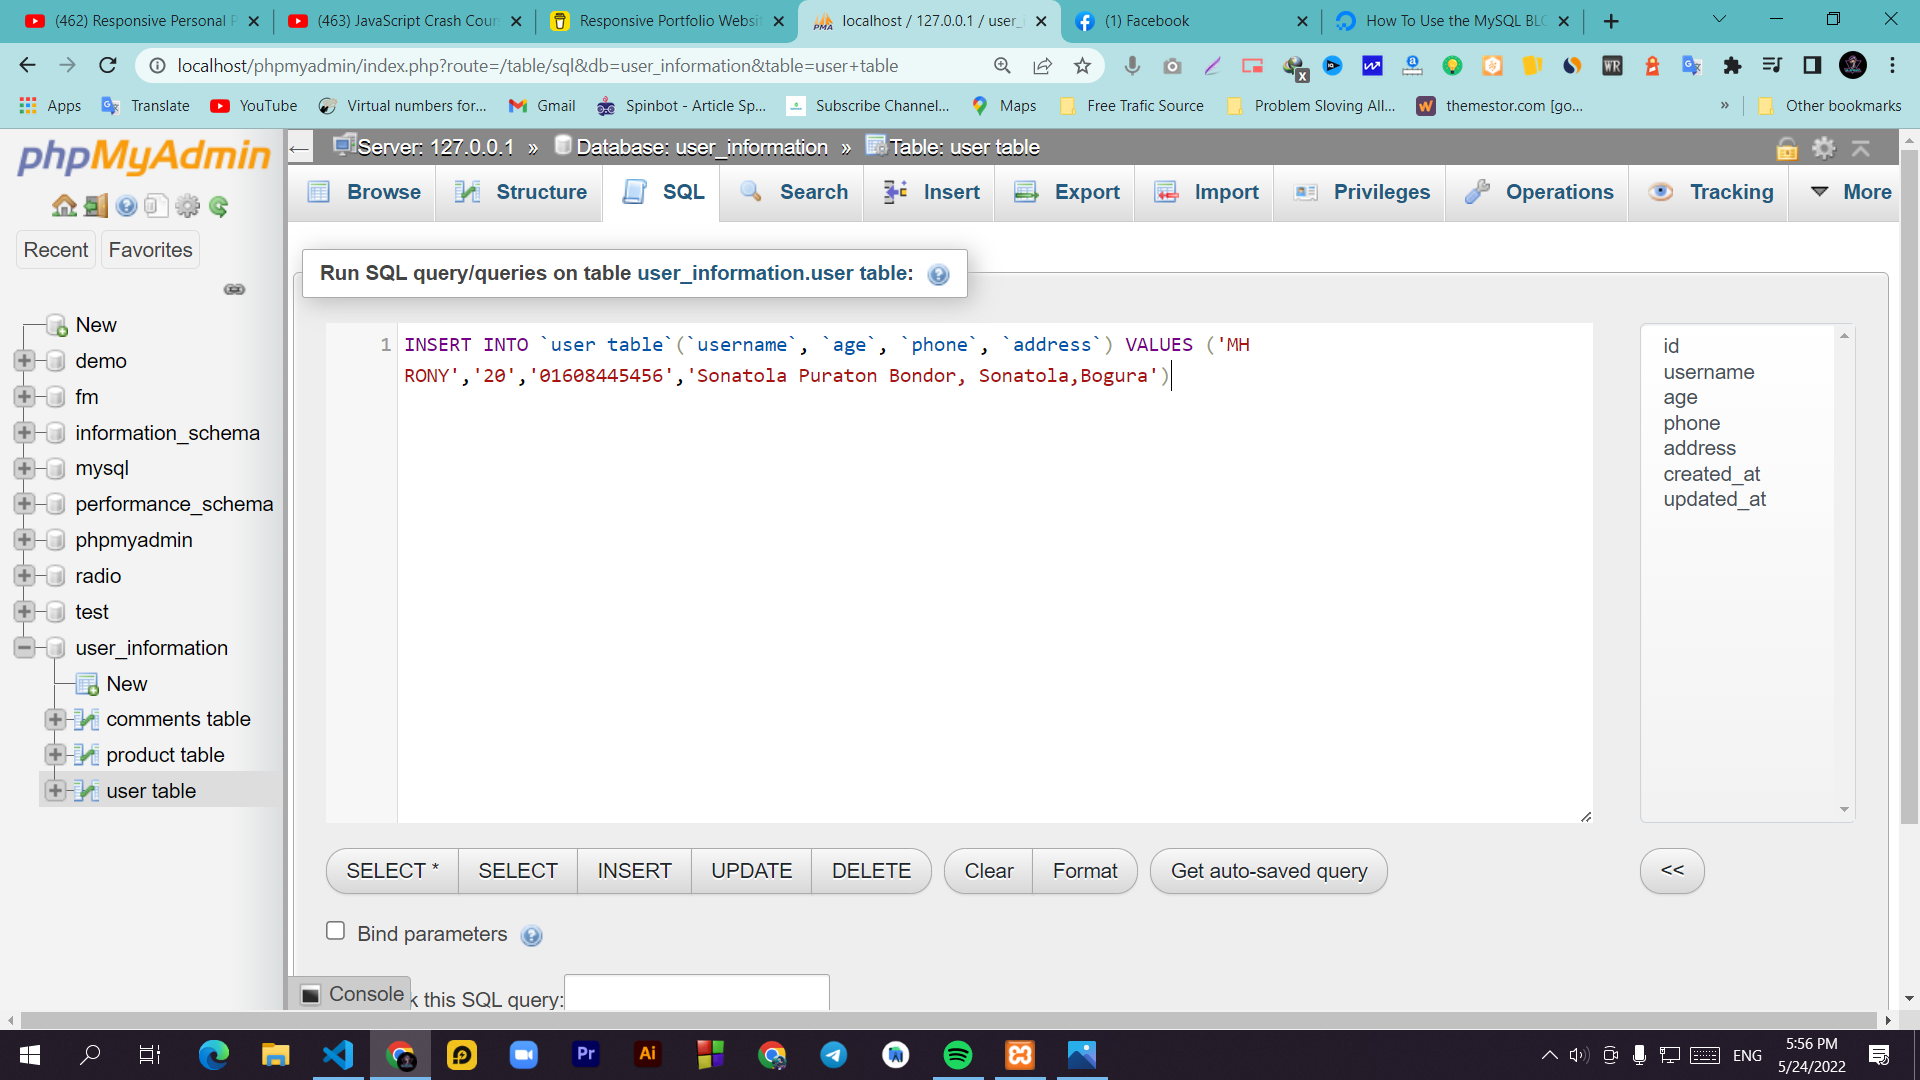 (462) Responsive Personal P
(463) JavaScript Crash Cour
Responsive Portfolio Websit
localhost / 127.0.0.1 / user_
(1) Facebook
How To Use the MySQL BLO
localhost/phpmyadmin/index.php?route=/table/sql&db=user_information&table=user+table
Apps
Translate
YouTube
Virtual numbers for...
Gmail
Spinbot - Article Sp...
Subscribe Channel...
Maps
Free Trafic Source
Problem Sloving All...
themestor.com [go...
»
Other bookmarks
phpMyAdmin
Recent
Favorites
New
demo
fm
information_schema
mysql
performance_schema
phpmyadmin
radio
test
user_information
New
comments table
product table
user table
Server: 127.0.0.1 » Database: user_information » Table: user table
Browse
Structure
SQL
Search
Insert
Export
Import
Privileges
Operations
Tracking
More
Run SQL query/queries on table user_information.user table:
1
INSERT INTO `user table`(`username`, `age`, `phone`, `address`) VALUES ('MH
RONY','20','01608445456','Sonatola Puraton Bondor, Sonatola,Bogura')
id
username
age
phone
address
created_at
updated_at
SELECT *
SELECT
INSERT
UPDATE
DELETE
Clear
Format
Get auto-saved query
<<
Bind parameters
Console
k this SQL query:
ENG
5:56 PM
5/24/2022